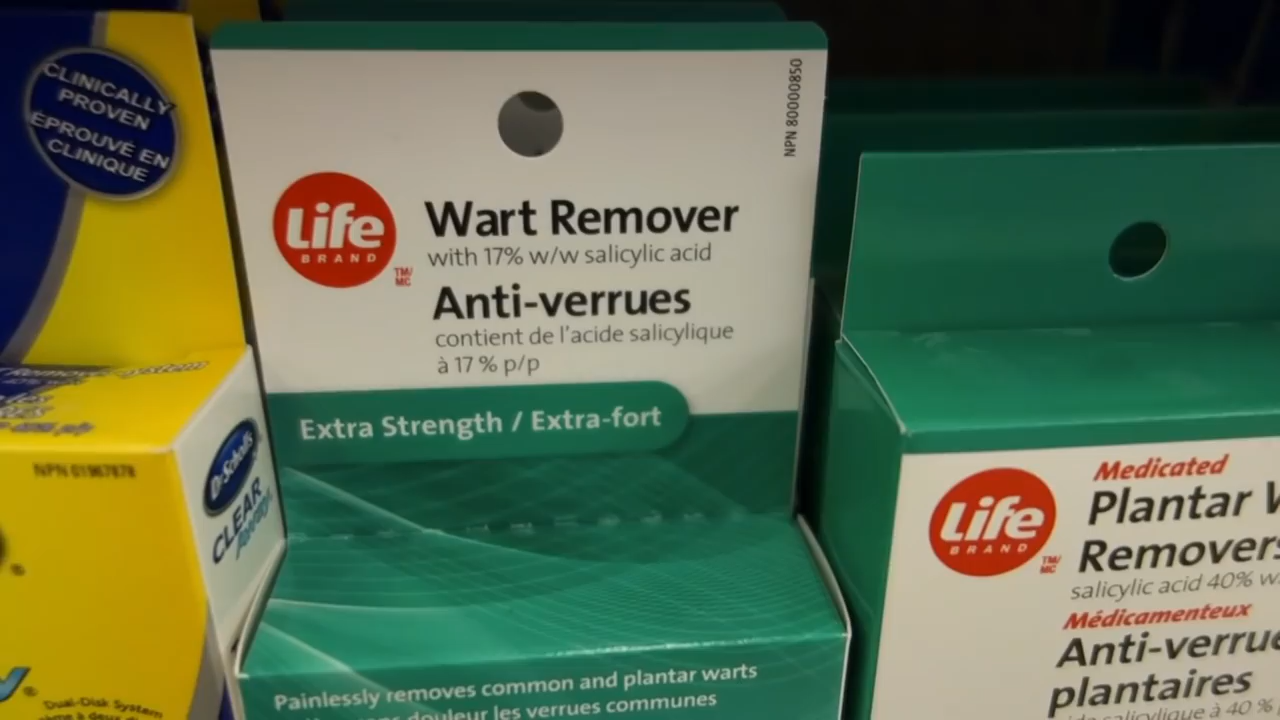 CLINICALLY
PROVEN
ÉPROUVÉ EN
CLINIQUE
NPN
Dr. Scholl's
CLEAR
Away
Dual-Disk System
NPN 80000850
Life
BRAND
TM/
MC
Wart Remover
with 17% w/w salicylic acid
Anti-verrues
contient de l'acide salicylique
à 17 % p/p
Extra Strength / Extra-fort
Painlessly removes common and plantar warts
douleur les verrues communes
Life
BRAND
TM/
MC
Medicated
Plantar W
Removers
salicylic acid 40% w
Médicamenteux
Anti-verrue
plantaires
salicylique à 40 %